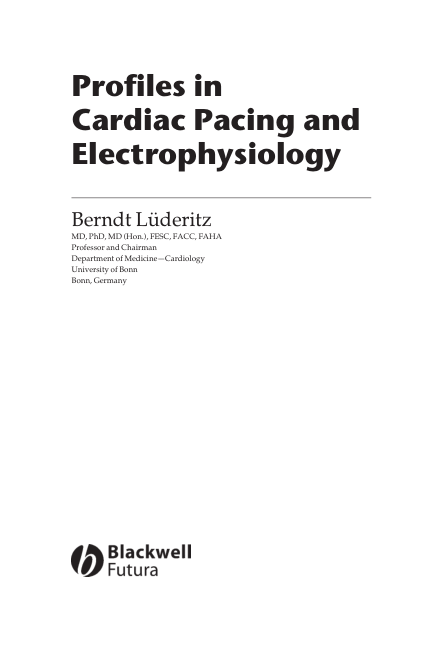 Profiles in
Cardiac Pacing and
Electrophysiology
Berndt Lüderitz
MD, PhD, MD (Hon.), FESC, FACC, FAHA
Professor and Chairman
Department of Medicine—Cardiology
University of Bonn
Bonn, Germany
Blackwell
Futura